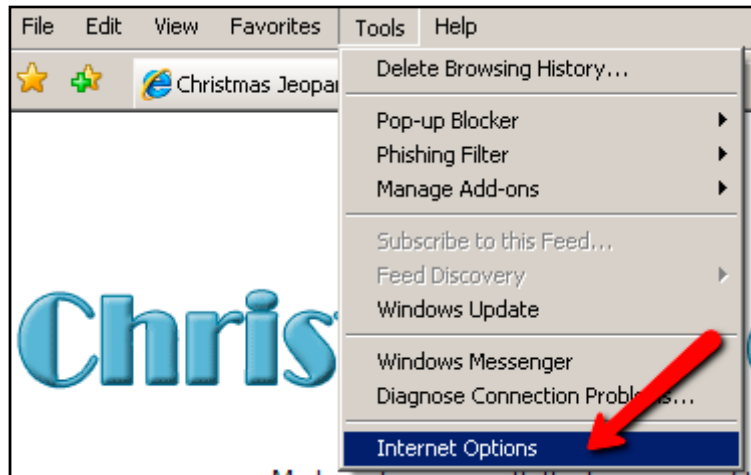 File Edit View Favorites Tools Help
Christmas Jeopar
Delete Browsing History...
Pop-up Blocker
Phishing Filter
Manage Add-ons
Subscribe to this Feed...
Feed Discovery
Windows Update
Chris
Windows Messenger
Diagnose Connection Problems...
Internet Options